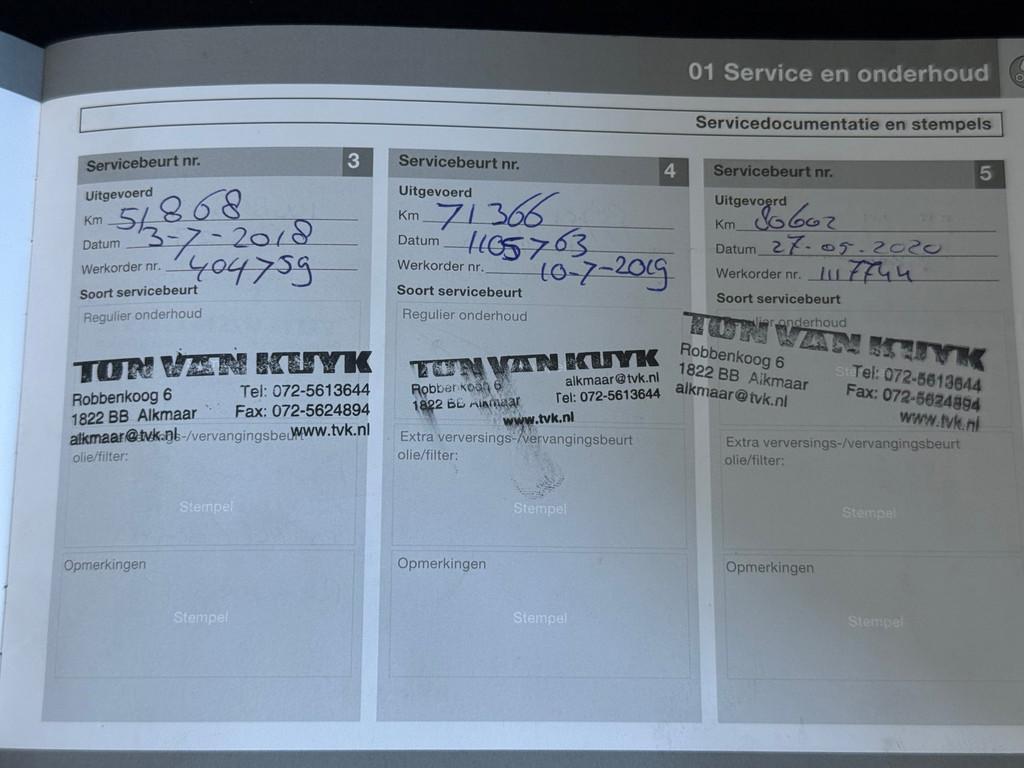 01 Service en onderhoud
Servicedocumentatie en stempels
Servicebeurt nr. 3
Uitgevoerd
Km 51868
Datum 3-7-2018
Werkorder nr. 404759
Soort servicebeurt
Regulier onderhoud
TON VAN KUYK
Robbenkoog 6 Tel: 072-5613644
1822 BB Alkmaar Fax: 072-5624894
alkmaar@tvk.nl www.tvk.nl
-/vervangingsbeurt
olie/filter:
Stempel
Opmerkingen
Stempel
Servicebeurt nr. 4
Uitgevoerd
Km 71366
Datum 1105763
Werkorder nr. 10-7-2019
Soort servicebeurt
Regulier onderhoud
TON VAN KUYK
Robbenkoog 6 alkmaar@tvk.nl
1822 BB Alkmaar Tel: 072-5613644
www.tvk.nl
Extra verversings-/vervangingsbeurt
olie/filter:
Stempel
Opmerkingen
Stempel
Servicebeurt nr. 5
Uitgevoerd
Km 80602
Datum 27-05-2020
Werkorder nr. 1117744
Soort servicebeurt
Regulier onderhoud
TON VAN KUYK
Robbenkoog 6 Tel: 072-5613644
1822 BB Alkmaar Fax: 072-5624894
alkmaar@tvk.nl www.tvk.nl
Extra verversings-/vervangingsbeurt
olie/filter:
Stempel
Opmerkingen
Stempel